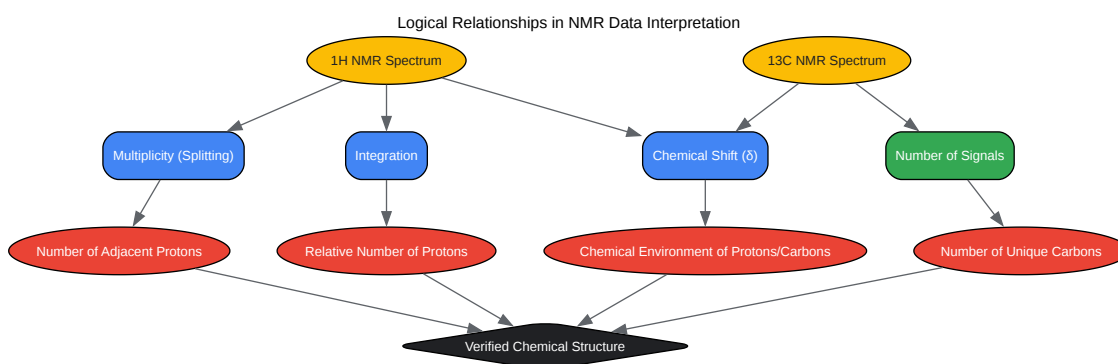 Logical Relationships in NMR Data Interpretation
1H NMR Spectrum
13C NMR Spectrum
Multiplicity (Splitting)
Integration
Chemical Shift (δ)
Number of Signals
Number of Adjacent Protons
Relative Number of Protons
Chemical Environment of Protons/Carbons
Number of Unique Carbons
Verified Chemical Structure